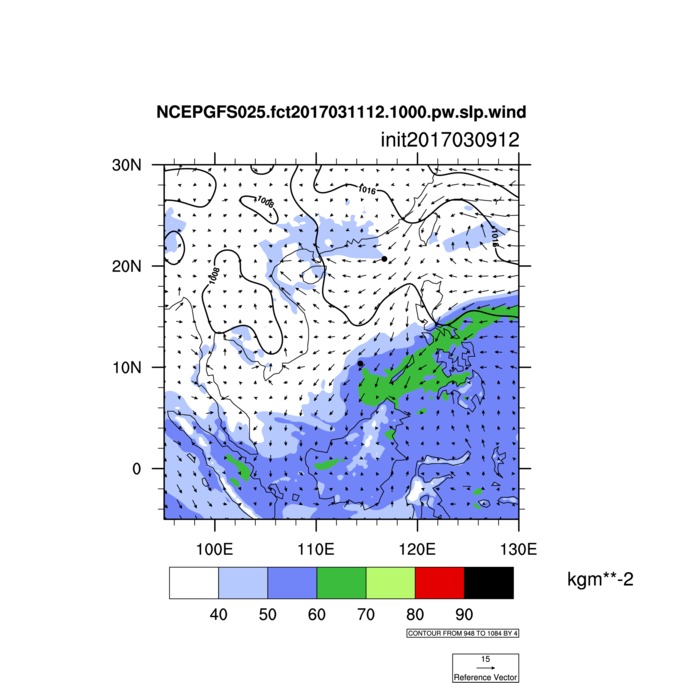 NCEPGFS025.fct2017031112.1000.pw.slp.wind
init2017030912
30N
20N
10N
0
1016
1008
1016
1008
100E
110E
120E
130E
kgm**-2
40
50
60
70
80
90
CONTOUR FROM 948 TO 1084 BY 4
15
Reference Vector